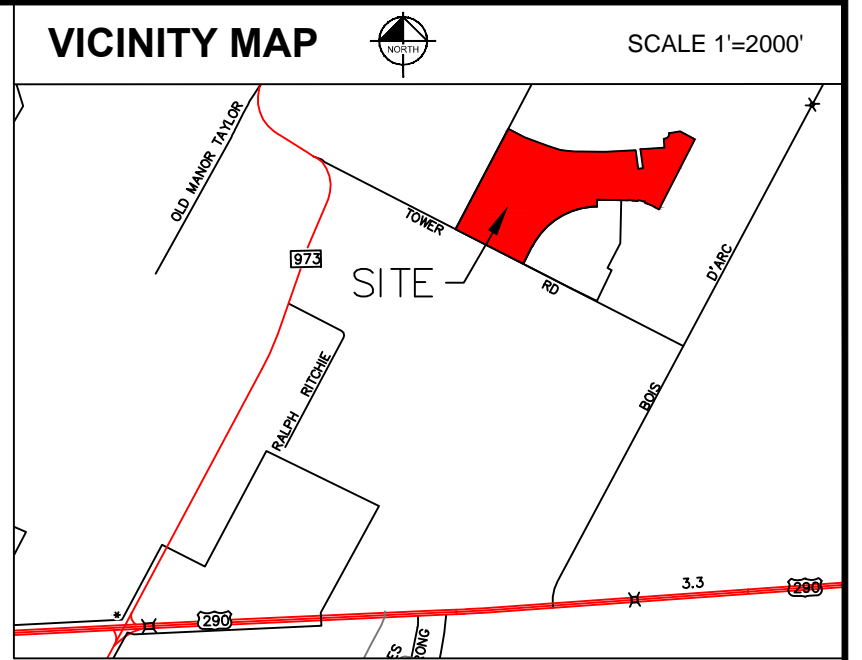 VICINITY MAP
NORTH
SCALE 1'=2000'
OLD MANOR TAYLOR
TOWER
RD
973
SITE
D'ARC
BOIS
RALPH RITCHIE
3.3
290
290
*